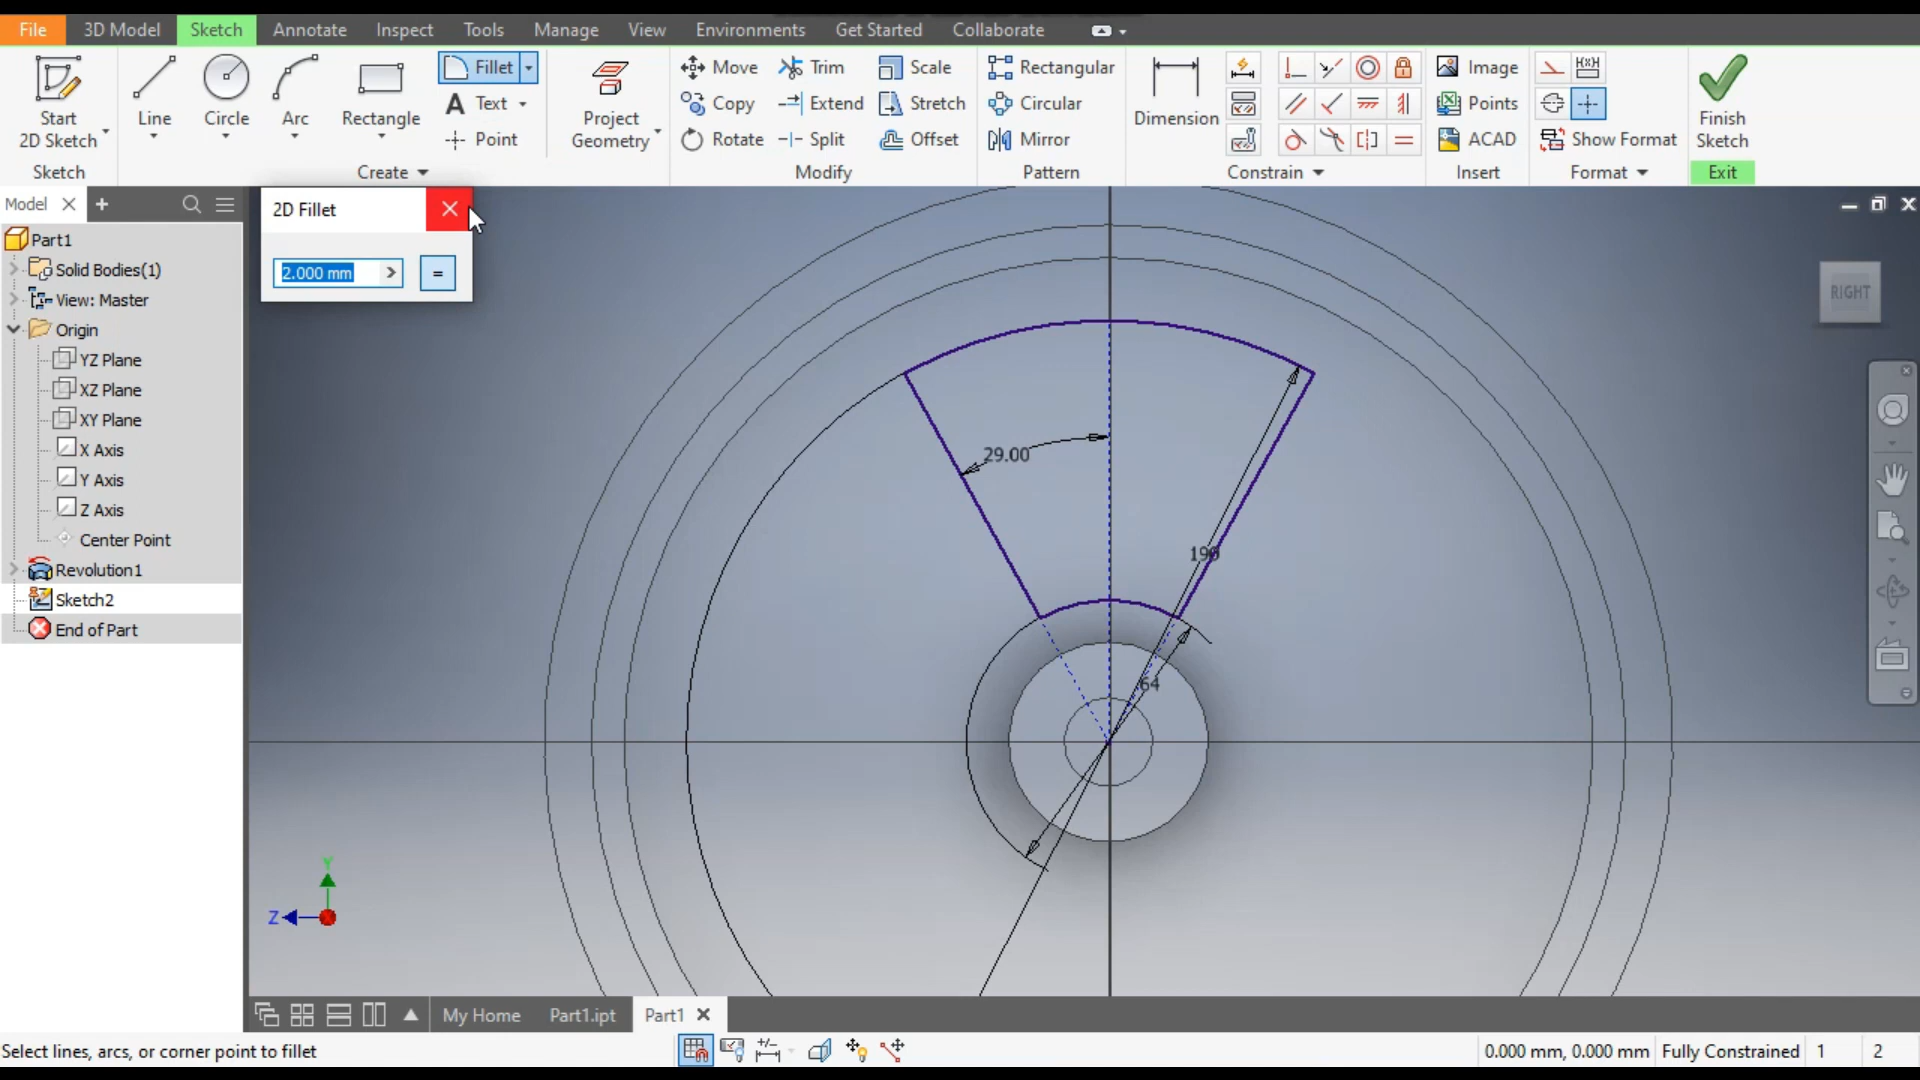 File 3D Model Sketch Annotate Inspect Tools Manage View Environments Get Started Collaborate
Start 2D Sketch
Line
Circle
Arc
Rectangle
Fillet
Text
Point
Project Geometry
Move
Copy
Rotate
Trim
Extend
Split
Scale
Stretch
Offset
Rectangular
Circular
Mirror
Dimension
Image
Points
ACAD
Show Format
Finish Sketch
Sketch Create Modify Pattern Constrain Insert Format Exit
Model
Part1
Solid Bodies(1)
View: Master
Origin
YZ Plane
XZ Plane
XY Plane
X Axis
Y Axis
Z Axis
Center Point
Revolution1
Sketch2
End of Part
2D Fillet
2.000 mm
=
RIGHT
29.00
190
64
Y
Z
My Home Part1.ipt Part1
Select lines, arcs, or corner point to fillet
0.000 mm, 0.000 mm Fully Constrained 1 2